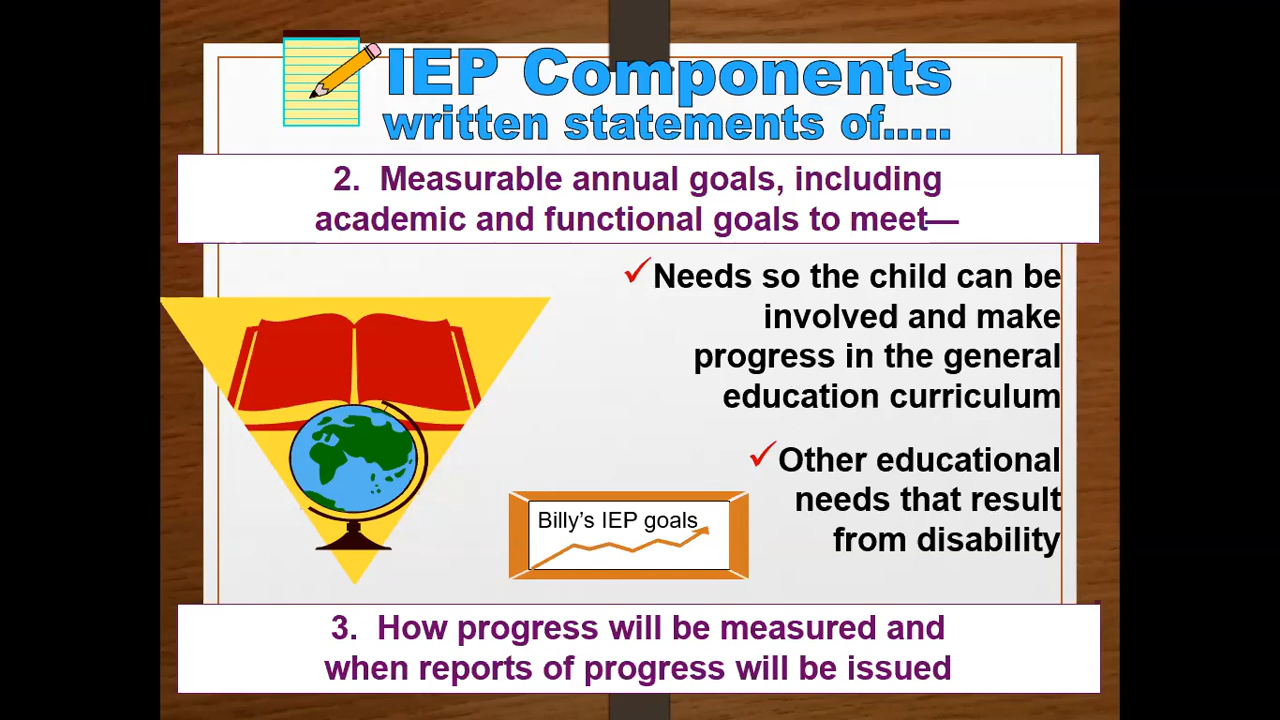 IEP Components
written statements of.....
2. Measurable annual goals, including
academic and functional goals to meet—
✓Needs so the child can be
involved and make
progress in the general
education curriculum
✓Other educational
needs that result
from disability
Billy's IEP goals
3. How progress will be measured and
when reports of progress will be issued